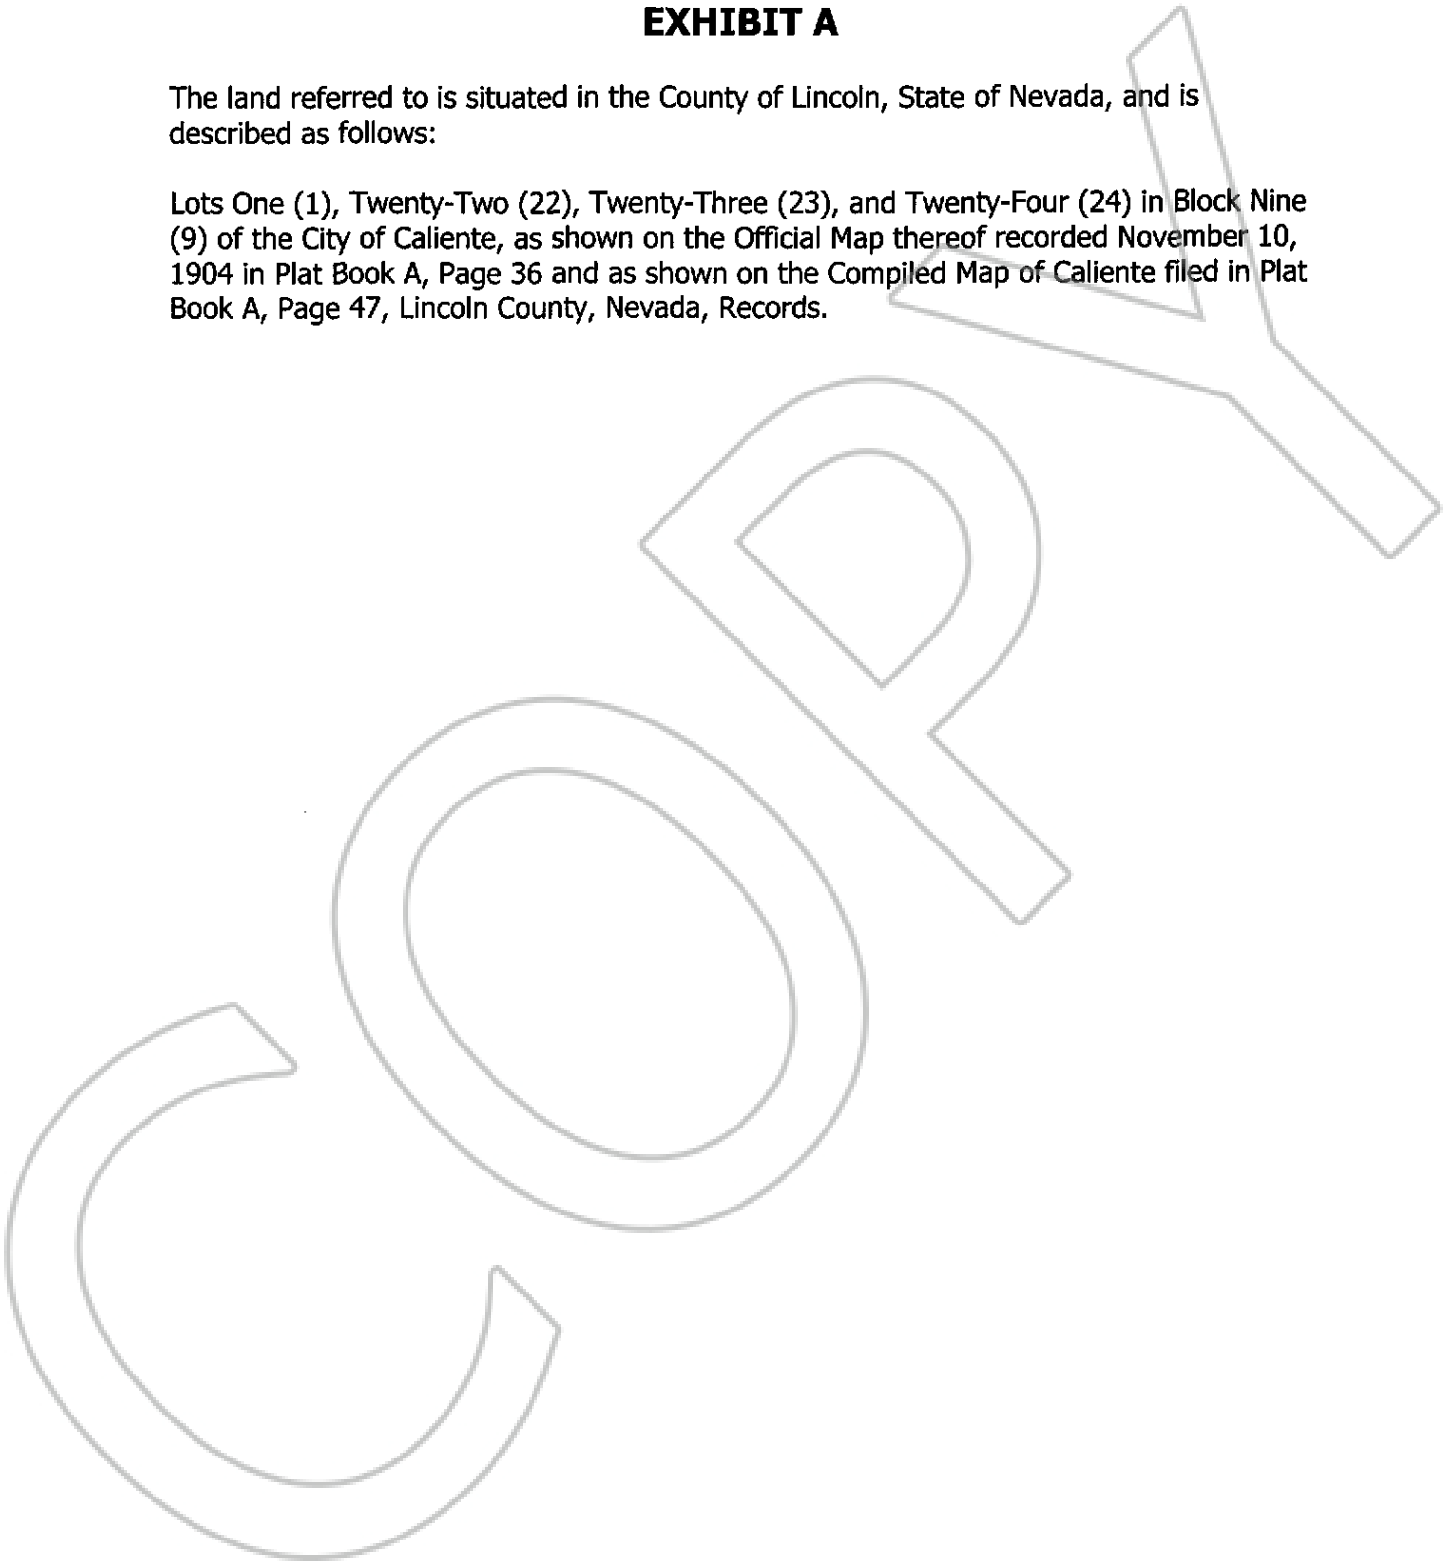 EXHIBIT A
The land referred to is situated in the County of Lincoln, State of Nevada, and is
described as follows:
Lots One (1), Twenty-Two (22), Twenty-Three (23), and Twenty-Four (24) in Block Nine
(9) of the City of Caliente, as shown on the Official Map thereof recorded November 10,
1904 in Plat Book A, Page 36 and as shown on the Compiled Map of Caliente filed in Plat
Book A, Page 47, Lincoln County, Nevada, Records.
COPY